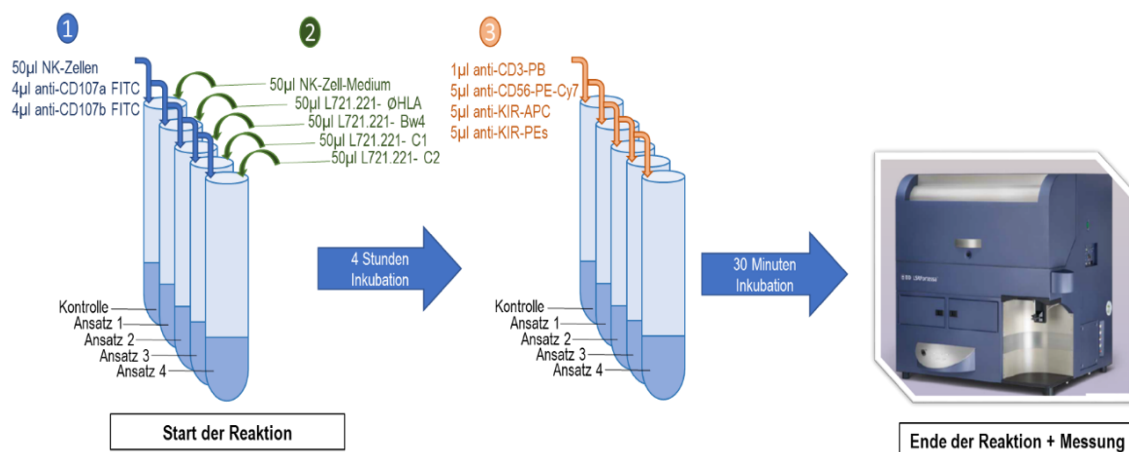 1
50µl NK-Zellen
4µl anti-CD107a FITC
4µl anti-CD107b FITC
2
50µl NK-Zell-Medium
50µl L721.221- ØHLA
50µl L721.221- Bw4
50µl L721.221- C1
50µl L721.221- C2
Kontrolle
Ansatz 1
Ansatz 2
Ansatz 3
Ansatz 4
Start der Reaktion
4 Stunden
Inkubation
3
1µl anti-CD3-PB
5µl anti-CD56-PE-Cy7
5µl anti-KIR-APC
5µl anti-KIR-PEs
Kontrolle
Ansatz 1
Ansatz 2
Ansatz 3
Ansatz 4
30 Minuten
Inkubation
Ende der Reaktion + Messung